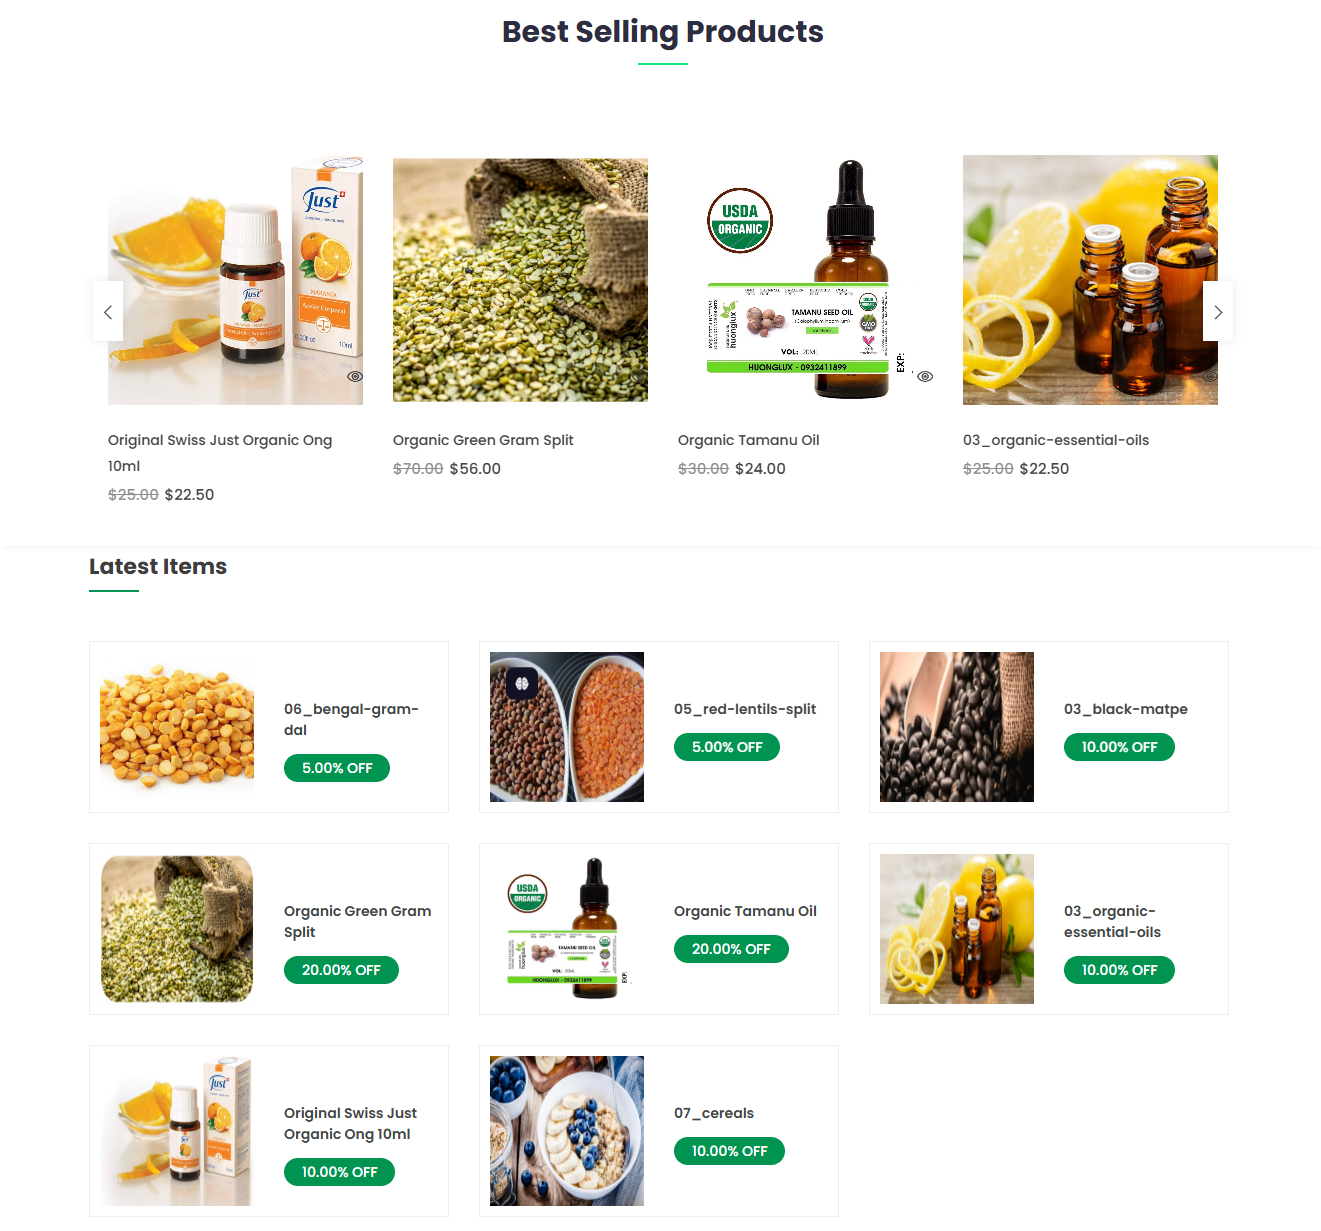 Best Selling Products
Just
Just
NARANJA
Aceite Corporal
10ml
USDA
ORGANIC
TAMANU SEED OIL
VOL: 20ML
huonglux
HUONGLUX - 0932411899
EXP:
Original Swiss Just Organic Ong
10ml
$25.00 $22.50
Organic Green Gram Split
$70.00 $56.00
Organic Tamanu Oil
$30.00 $24.00
03_organic-essential-oils
$25.00 $22.50
Latest Items
06_bengal-gram-
dal
5.00% OFF
05_red-lentils-split
5.00% OFF
03_black-matpe
10.00% OFF
Organic Green Gram
Split
20.00% OFF
USDA
ORGANIC
TAMANU SEED OIL
HUONGLUX - 0932411899
EXP:
Organic Tamanu Oil
20.00% OFF
03_organic-
essential-oils
10.00% OFF
Just
Just
Original Swiss Just
Organic Ong 10ml
10.00% OFF
07_cereals
10.00% OFF